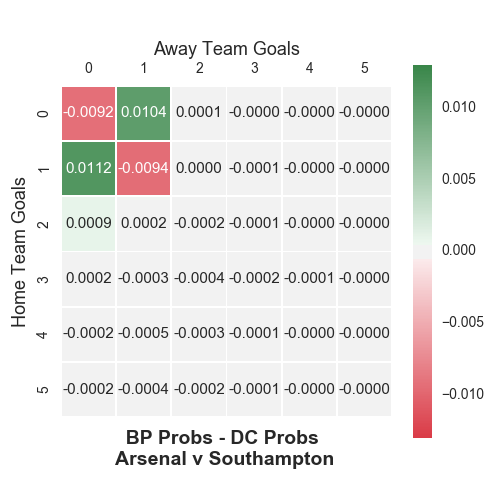 Away Team Goals
0 1 2 3 4 5
Home Team Goals
0 -0.0092 0.0104 0.0001 -0.0000 -0.0000 -0.0000
1 0.0112 -0.0094 0.0000 -0.0001 -0.0000 -0.0000
2 0.0009 0.0002 -0.0002 -0.0001 -0.0000 -0.0000
3 0.0002 -0.0003 -0.0004 -0.0002 -0.0001 -0.0000
4 -0.0002 -0.0005 -0.0003 -0.0001 -0.0000 -0.0000
5 -0.0002 -0.0004 -0.0002 -0.0001 -0.0000 -0.0000
0.010
0.005
0.000
−0.005
−0.010
BP Probs - DC Probs
Arsenal v Southampton